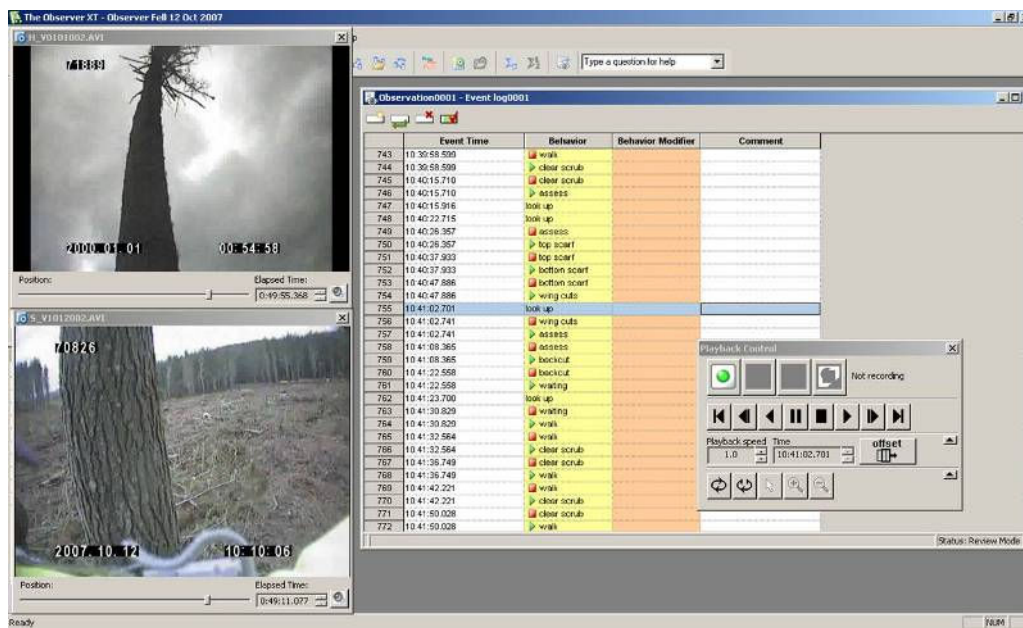 The Observer XT - Observer Fell 12 Oct 2007
H_V0101002.AVI
71889
2000.01.01 00:54:58
Position: Elapsed Time:
0:49:55.368
S_V1012002.AVI
70826
2007.10.12 10:10:06
Position: Elapsed Time:
0:49:11.077
Ready
p
Type a question for help
Observation0001 - Event log0001
Event Time Behavior Behavior Modifier Comment
743 10:39:58.599 walk
744 10:39:58.599 clear scrub
745 10:40:15.710 clear scrub
746 10:40:15.710 assess
747 10:40:15.916 look up
748 10:40:22.715 look up
749 10:40:26.357 assess
750 10:40:26.357 top scarf
751 10:40:37.933 top scarf
752 10:40:37.933 bottom scarf
753 10:40:47.886 bottom scarf
754 10:40:47.886 wing cuts
755 10:41:02.701 look up
756 10:41:02.741 wing cuts
757 10:41:02.741 assess
758 10:41:08.365 assess
759 10:41:08.365 backcut
760 10:41:22.558 backcut
761 10:41:22.558 waiting
762 10:41:23.700 look up
763 10:41:30.829 waiting
764 10:41:30.829 walk
765 10:41:32.564 walk
766 10:41:32.564 clear scrub
767 10:41:36.749 clear scrub
768 10:41:36.749 walk
769 10:41:42.221 walk
770 10:41:42.221 clear scrub
771 10:41:50.028 clear scrub
772 10:41:50.028 walk
Status: Review Mode
Playback Control
Not recording
Playback speed Time offset
1.0 10:41:02.701
NUM